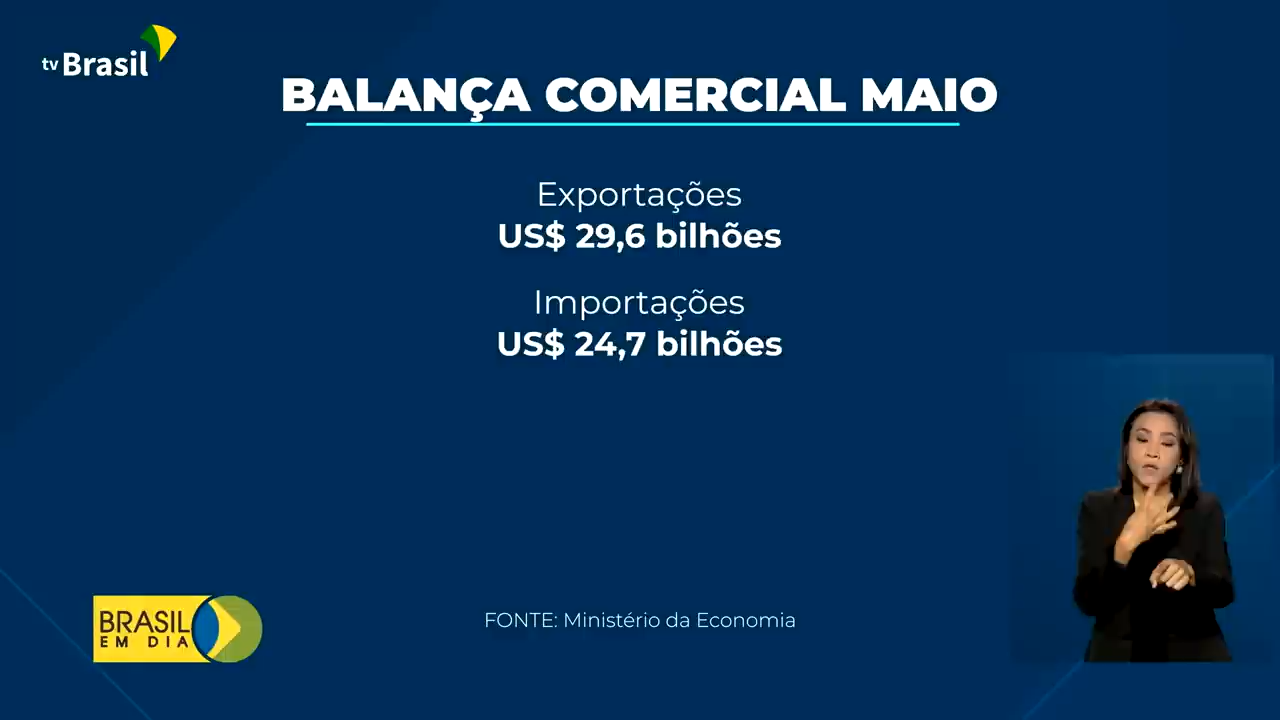 tv Brasil
BALANÇA COMERCIAL MAIO
Exportações
US$ 29,6 bilhões
Importações
US$ 24,7 bilhões
BRASIL
EM DIA
FONTE: Ministério da Economia